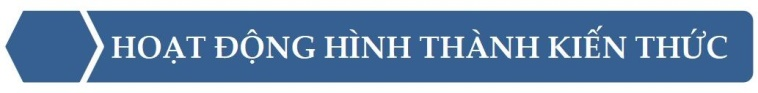 HOẠT ĐỘNG HÌNH THÀNH KIẾN THỨC